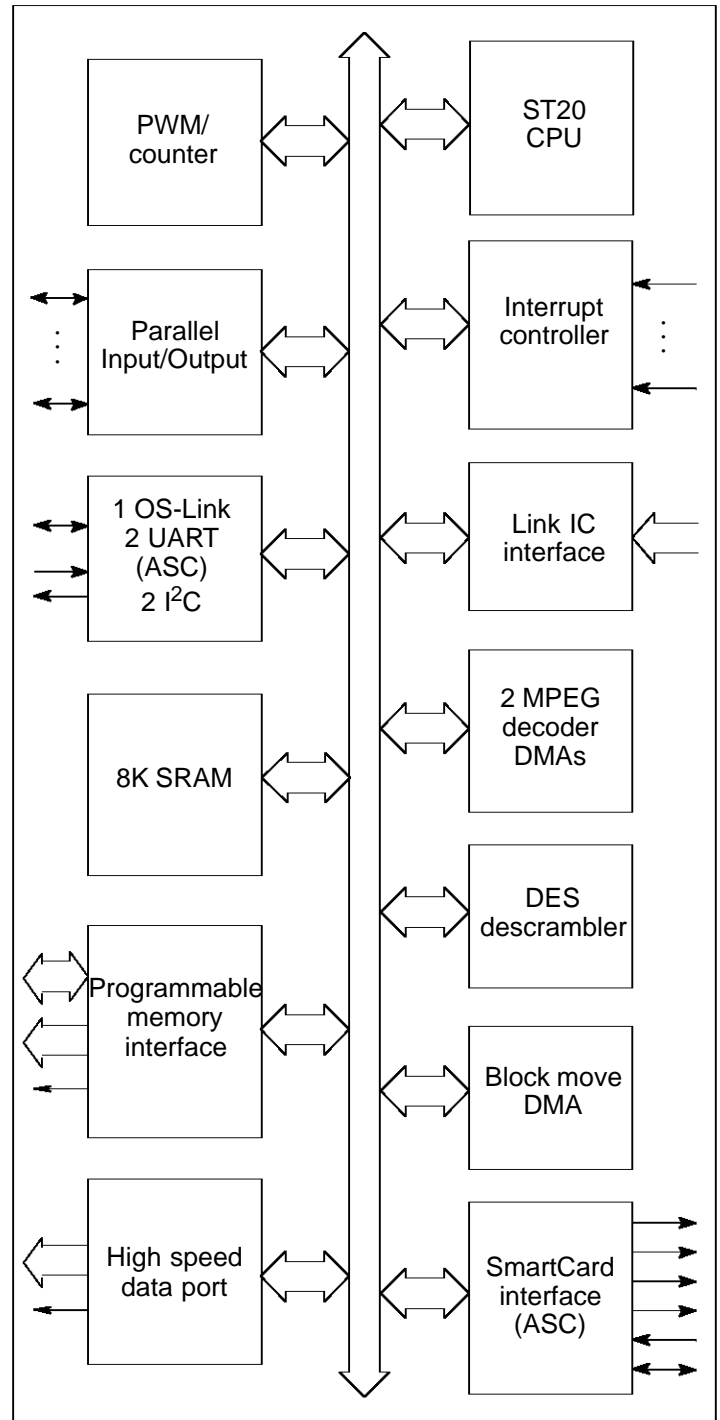 PWM/
counter
ST20
CPU
Parallel
Input/Output
Interrupt
controller
1 OS-Link
2 UART
(ASC)
2 I²C
Link IC
interface
8K SRAM
2 MPEG
decoder
DMAs
DES
descrambler
Programmable
memory
interface
Block move
DMA
High speed
data port
SmartCard
interface
(ASC)